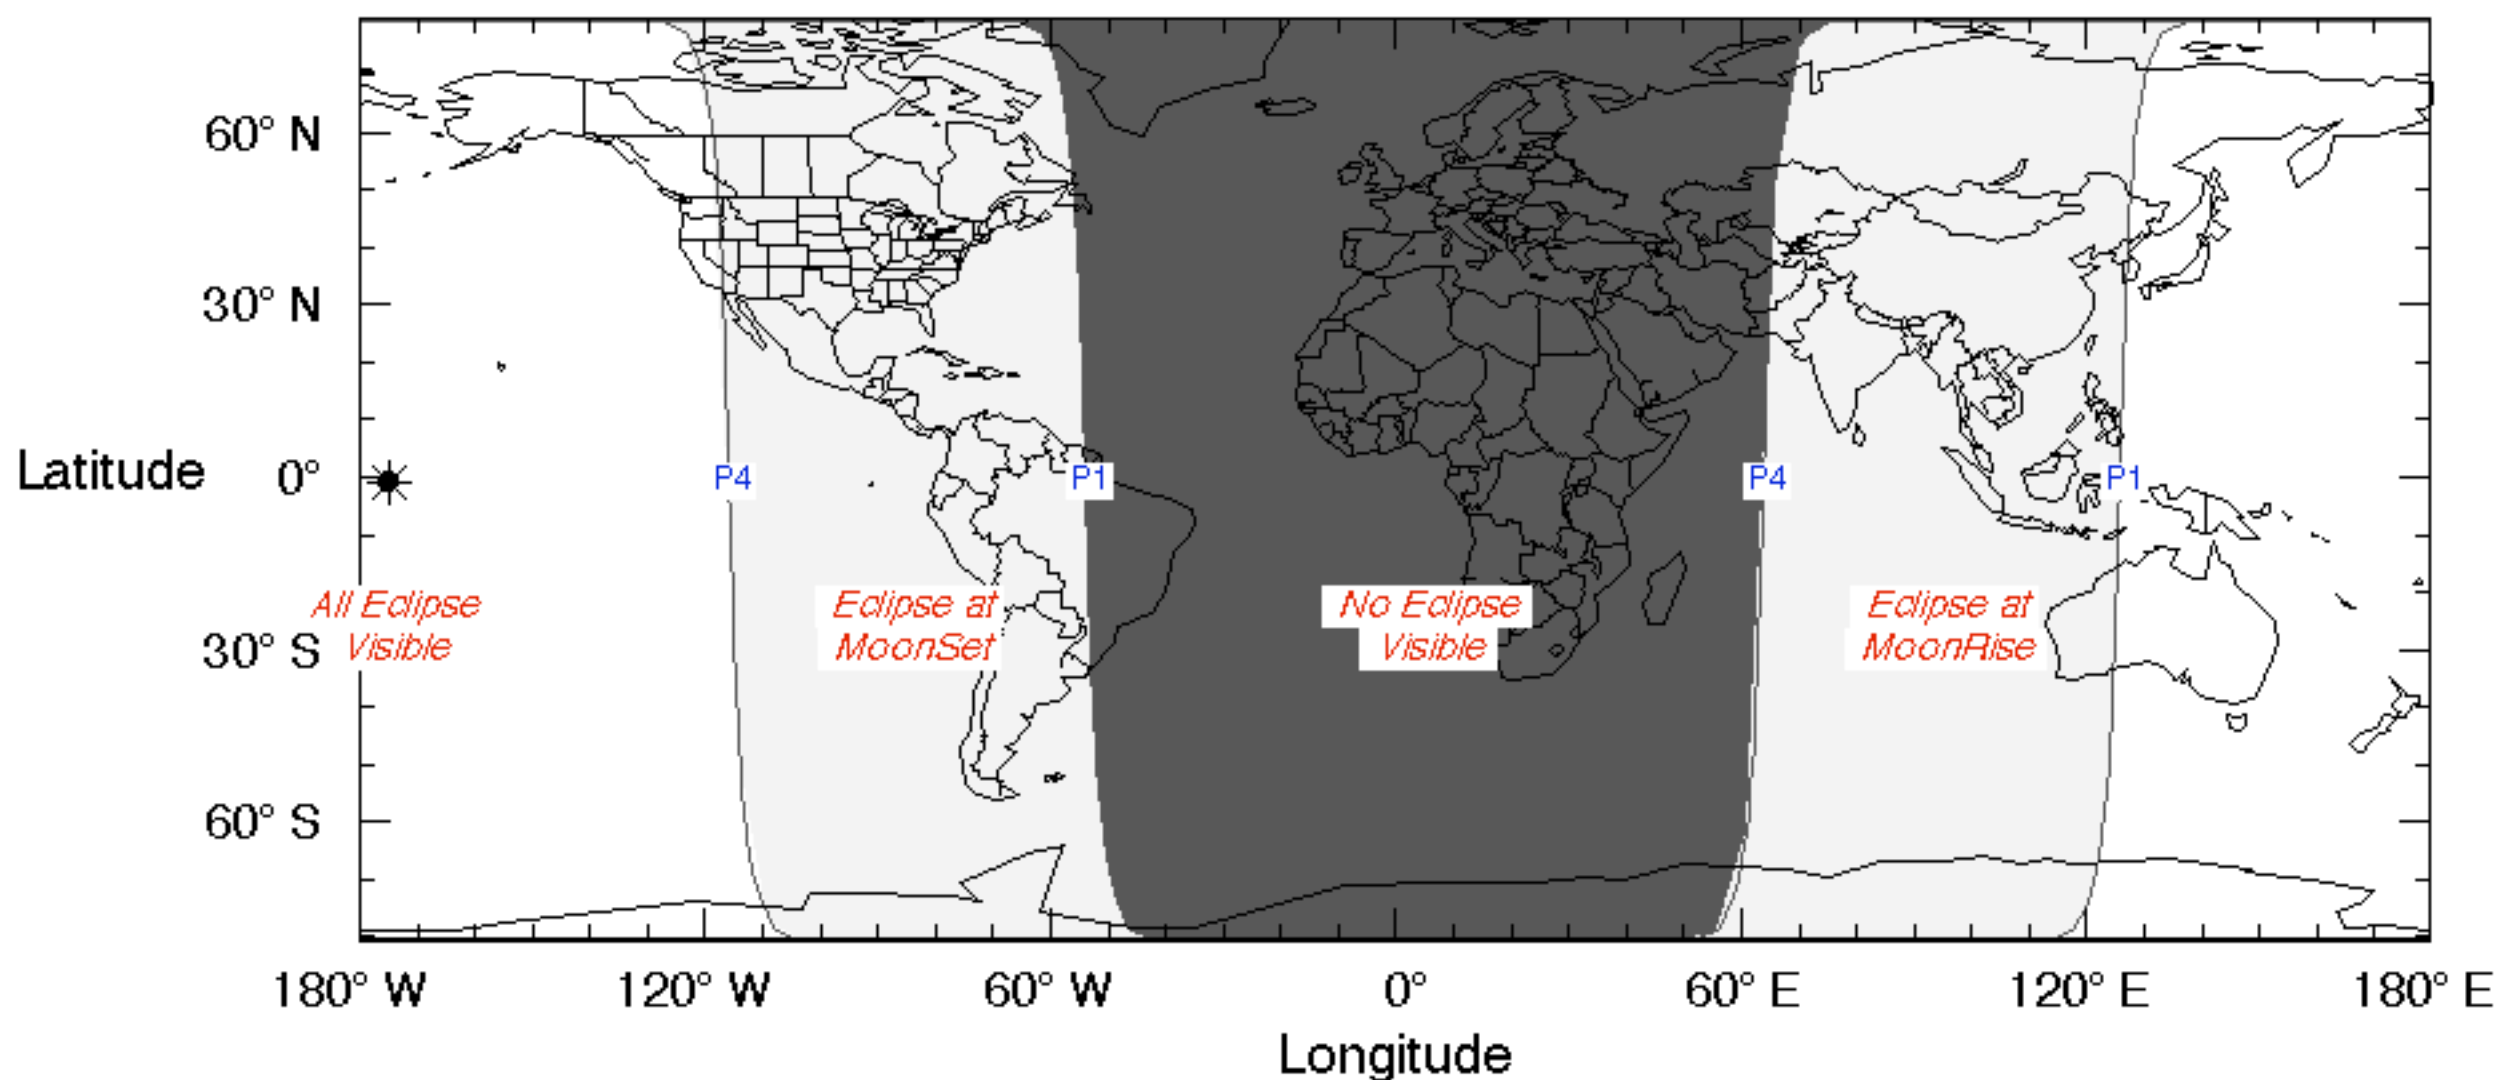 60° N
30° N
Latitude 0°
30° S
60° S
P4
P1
P4
P1
All Eclipse
Visible
Eclipse at
MoonSet
No Eclipse
Visible
Eclipse at
MoonRise
180° W 120° W 60° W 0° 60° E 120° E 180° E
Longitude